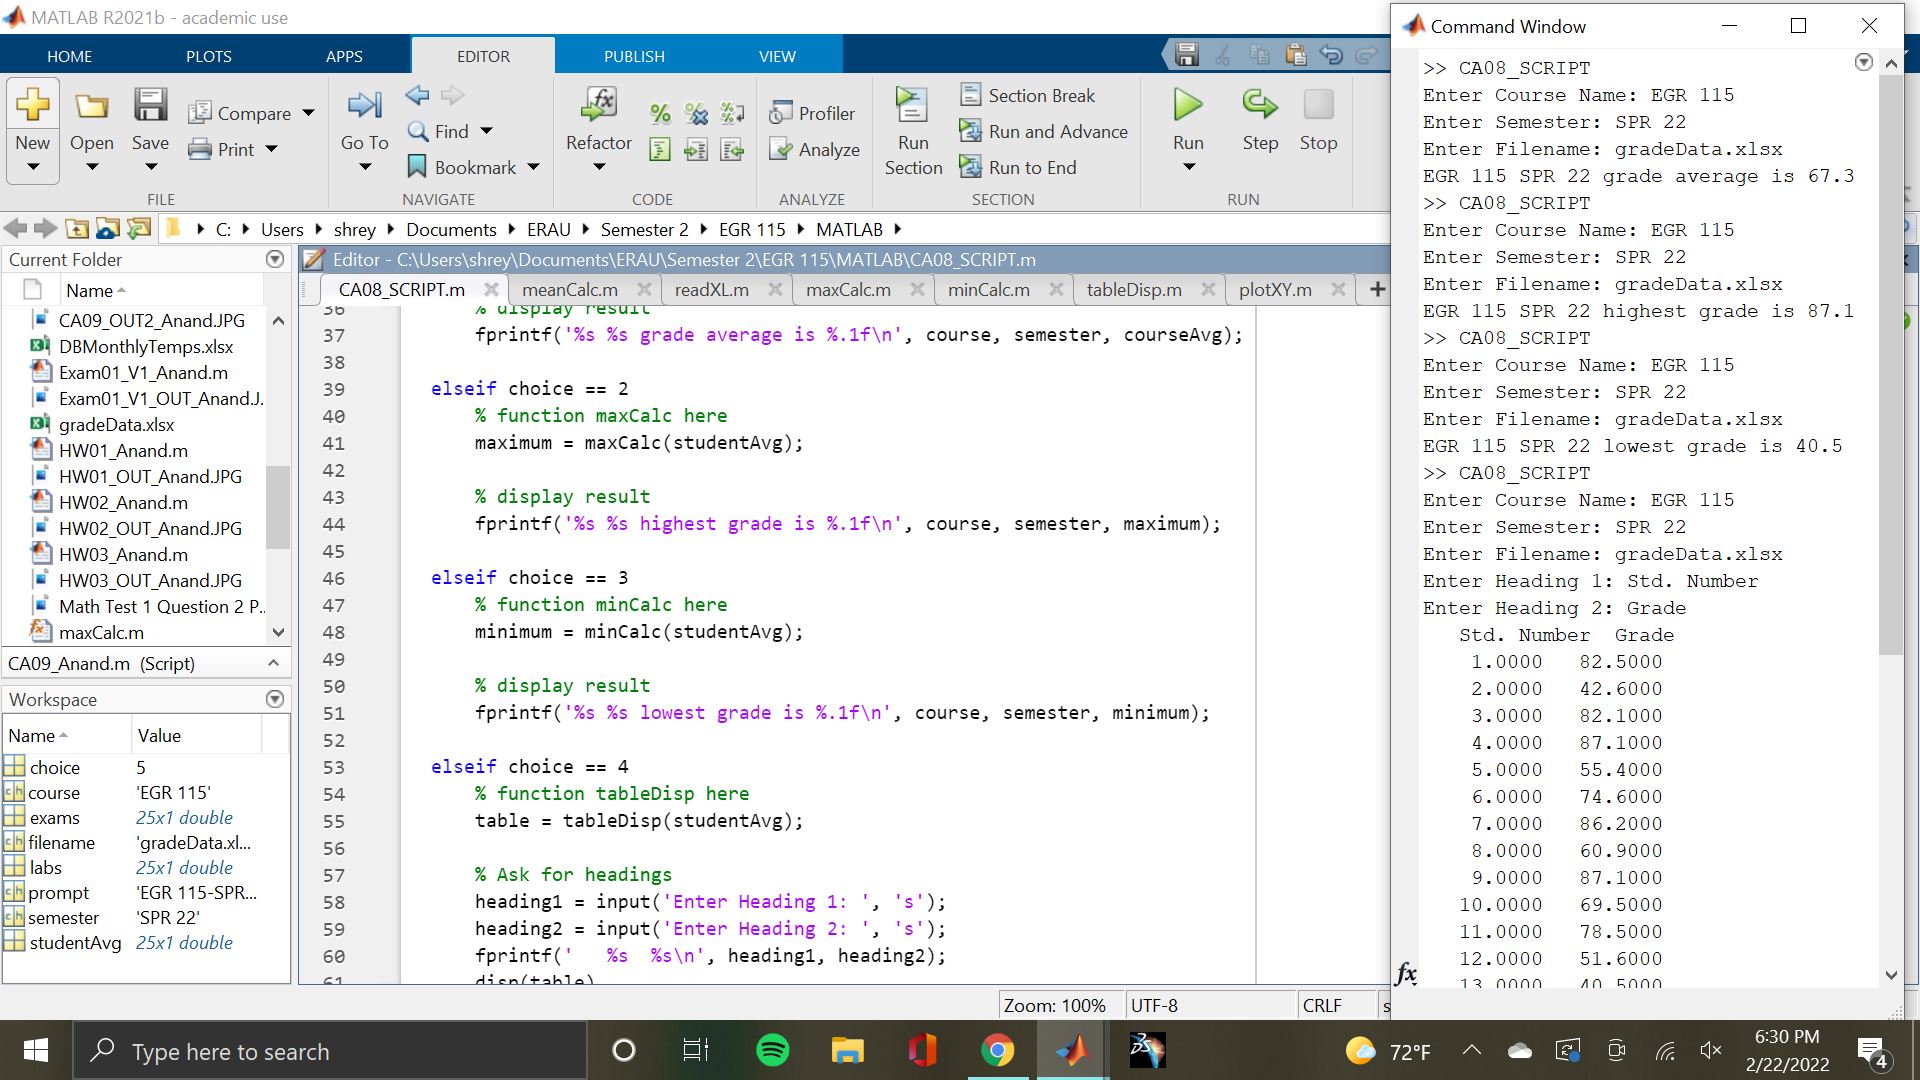 MATLAB R2021b - academic use
HOME PLOTS APPS EDITOR PUBLISH VIEW
New
Open
Save
Compare
Print
FILE
Go To
Find
Bookmark
NAVIGATE
Refactor
CODE
Profiler
Analyze
ANALYZE
Run Section
Section Break
Run and Advance
Run to End
SECTION
Run
Step
Stop
RUN
C: Users shrey Documents ERAU Semester 2 EGR 115 MATLAB
Current Folder
Name
CA09_OUT2_Anand.JPG
DBMonthlyTemps.xlsx
Exam01_V1_Anand.m
Exam01_V1_OUT_Anand.J.
gradeData.xlsx
HW01_Anand.m
HW01_OUT_Anand.JPG
HW02_Anand.m
HW02_OUT_Anand.JPG
HW03_Anand.m
HW03_OUT_Anand.JPG
Math Test 1 Question 2 P..
maxCalc.m
CA09_Anand.m (Script)
Workspace
Name Value
choice 5
course 'EGR 115'
exams 25x1 double
filename 'gradeData.xl...
labs 25x1 double
prompt 'EGR 115-SPR...
semester 'SPR 22'
studentAvg 25x1 double
Editor - C:\Users\shrey\Documents\ERAU\Semester 2\EGR 115\MATLAB\CA08_SCRIPT.m
CA08_SCRIPT.m meanCalc.m readXL.m maxCalc.m minCalc.m tableDisp.m plotXY.m +
36 % display result
37 fprintf('%s %s grade average is %.1f\n', course, semester, courseAvg);
38
39 elseif choice == 2
40 % function maxCalc here
41 maximum = maxCalc(studentAvg);
42
43 % display result
44 fprintf('%s %s highest grade is %.1f\n', course, semester, maximum);
45
46 elseif choice == 3
47 % function minCalc here
48 minimum = minCalc(studentAvg);
49
50 % display result
51 fprintf('%s %s lowest grade is %.1f\n', course, semester, minimum);
52
53 elseif choice == 4
54 % function tableDisp here
55 table = tableDisp(studentAvg);
56
57 % Ask for headings
58 heading1 = input('Enter Heading 1: ', 's');
59 heading2 = input('Enter Heading 2: ', 's');
60 fprintf('   %s  %s\n', heading1, heading2);
61 disp(table)
Zoom: 100% UTF-8 CRLF s
Command Window
>> CA08_SCRIPT
Enter Course Name: EGR 115
Enter Semester: SPR 22
Enter Filename: gradeData.xlsx
EGR 115 SPR 22 grade average is 67.3
>> CA08_SCRIPT
Enter Course Name: EGR 115
Enter Semester: SPR 22
Enter Filename: gradeData.xlsx
EGR 115 SPR 22 highest grade is 87.1
>> CA08_SCRIPT
Enter Course Name: EGR 115
Enter Semester: SPR 22
Enter Filename: gradeData.xlsx
EGR 115 SPR 22 lowest grade is 40.5
>> CA08_SCRIPT
Enter Course Name: EGR 115
Enter Semester: SPR 22
Enter Filename: gradeData.xlsx
Enter Heading 1: Std. Number
Enter Heading 2: Grade
Std. Number  Grade
1.0000 82.5000
2.0000 42.6000
3.0000 82.1000
4.0000 87.1000
5.0000 55.4000
6.0000 74.6000
7.0000 86.2000
8.0000 60.9000
9.0000 87.1000
10.0000 69.5000
11.0000 78.5000
12.0000 51.6000
13.0000 40.5000
fx
Type here to search
72°F
6:30 PM
2/22/2022
4